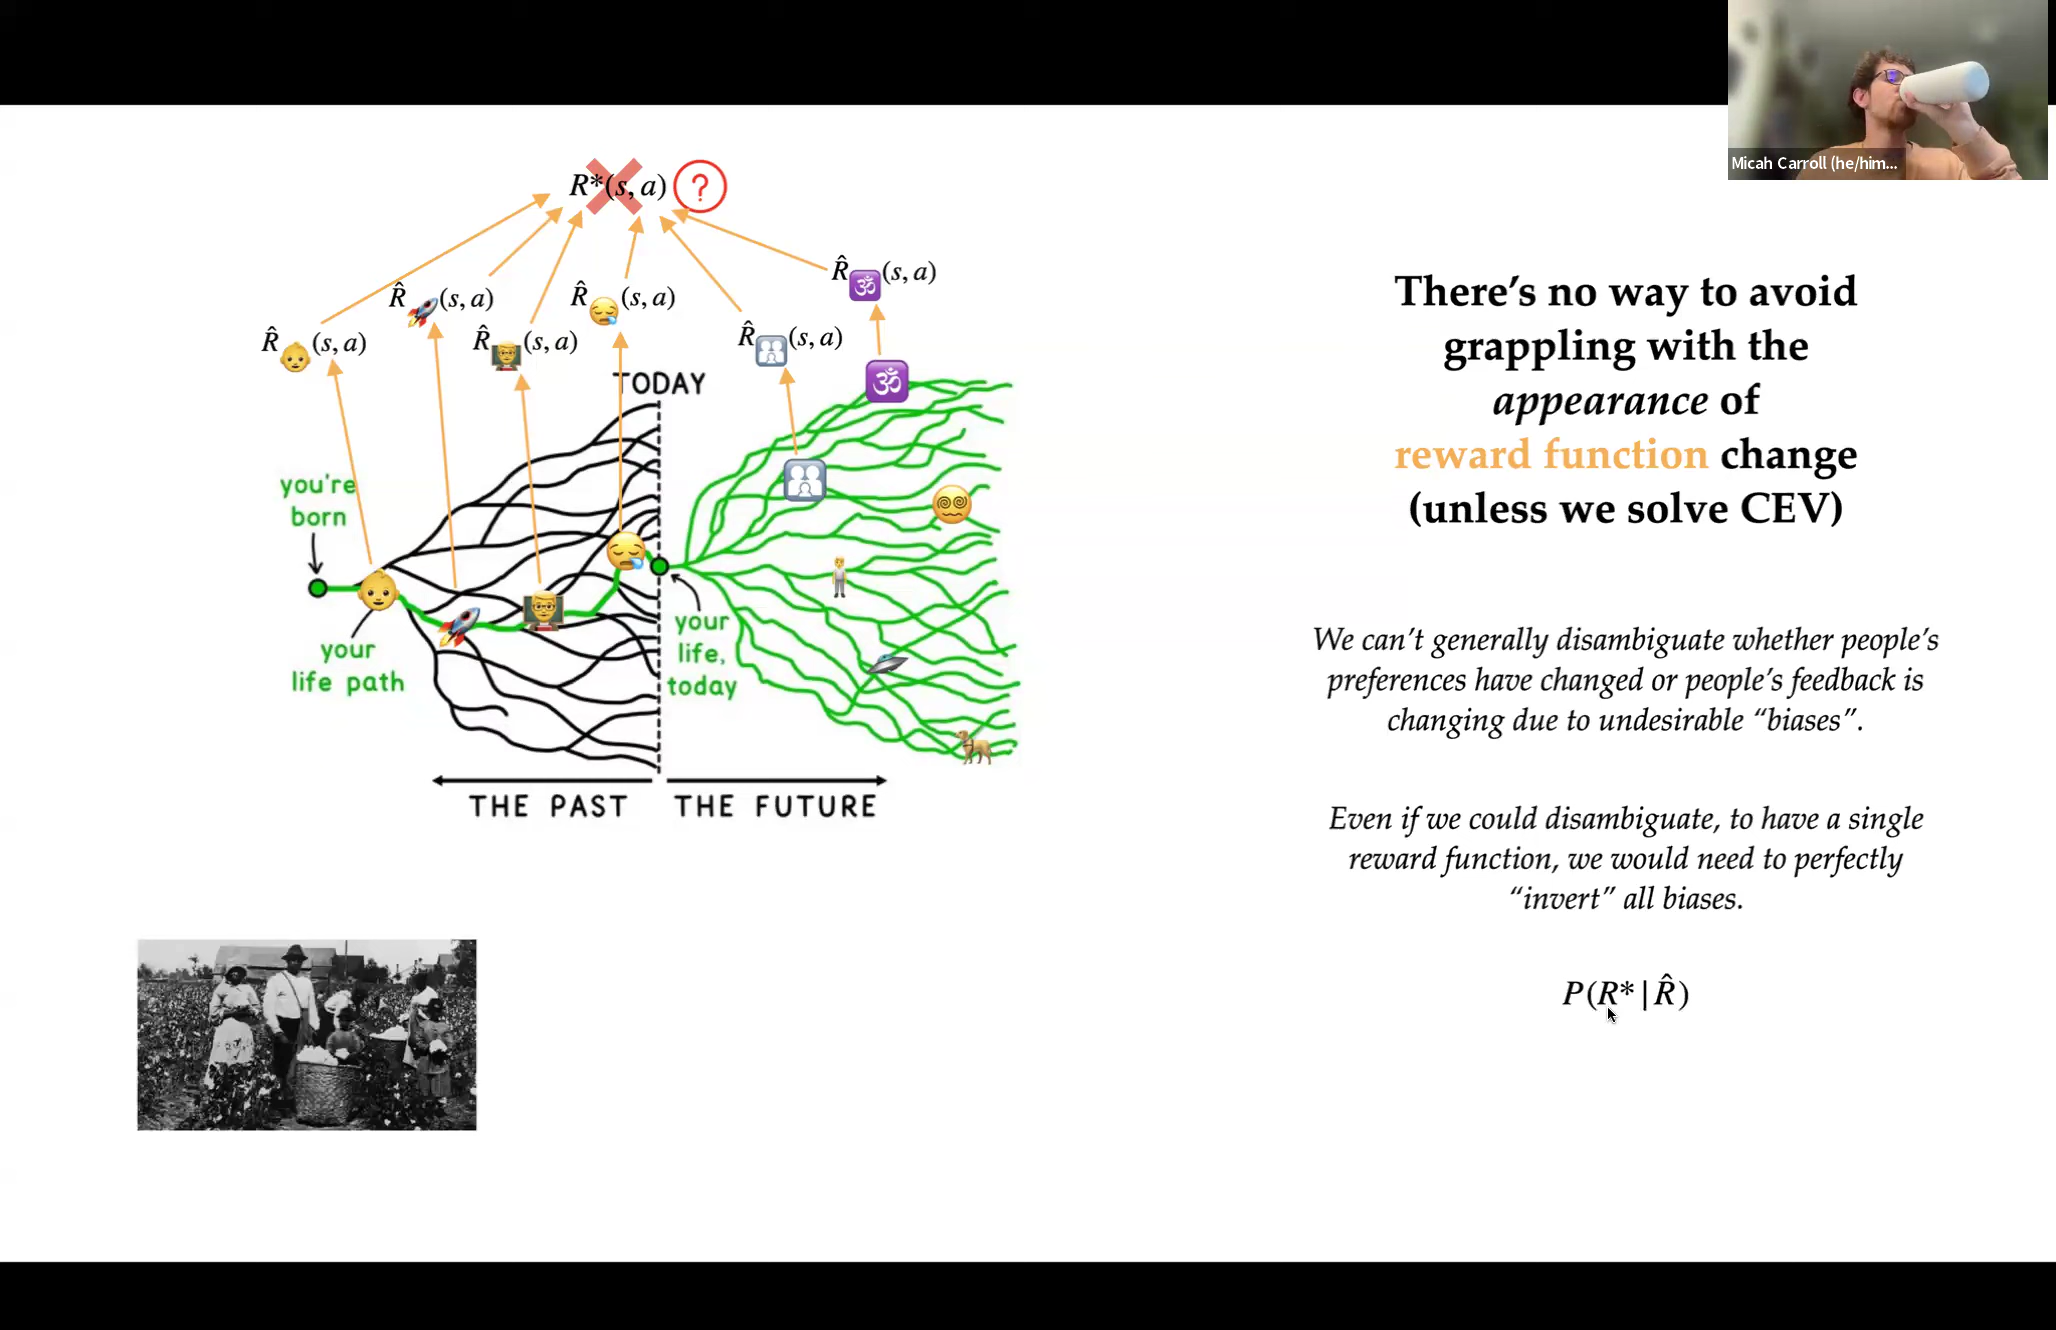 Micah Carroll (he/him...
R*(s, a) ?
R̂🕉(s, a)
R̂🚀(s, a)
R̂😪(s, a)
R̂👶(s, a)
R̂👨‍🏫(s, a)
R̂👥(s, a)
TODAY
you're
born
your
life path
your
life,
today
THE PAST
THE FUTURE
There's no way to avoid
grappling with the
appearance of
reward function change
(unless we solve CEV)
We can't generally disambiguate whether people's
preferences have changed or people's feedback is
changing due to undesirable “biases”.
Even if we could disambiguate, to have a single
reward function, we would need to perfectly
“invert” all biases.
P(R* | R̂)